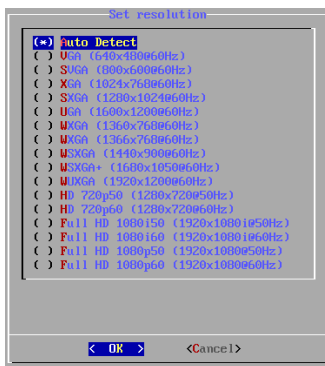 Set resolution
(*) Auto Detect
( ) VGA (640x480@60Hz)
( ) SVGA (800x600@60Hz)
( ) XGA (1024x768@60Hz)
( ) SXGA (1280x1024@60Hz)
( ) UGA (1600x1200@60Hz)
( ) WXGA (1360x768@60Hz)
( ) WXGA (1366x768@60Hz)
( ) WSXGA (1440x900@60Hz)
( ) WSXGA+ (1680x1050@60Hz)
( ) WUXGA (1920x1200@60Hz)
( ) HD 720p50 (1280x720@50Hz)
( ) HD 720p60 (1280x720@60Hz)
( ) Full HD 1080i50 (1920x1080i@50Hz)
( ) Full HD 1080i60 (1920x1080i@60Hz)
( ) Full HD 1080p50 (1920x1080@50Hz)
( ) Full HD 1080p60 (1920x1080@60Hz)
< OK > <Cancel>